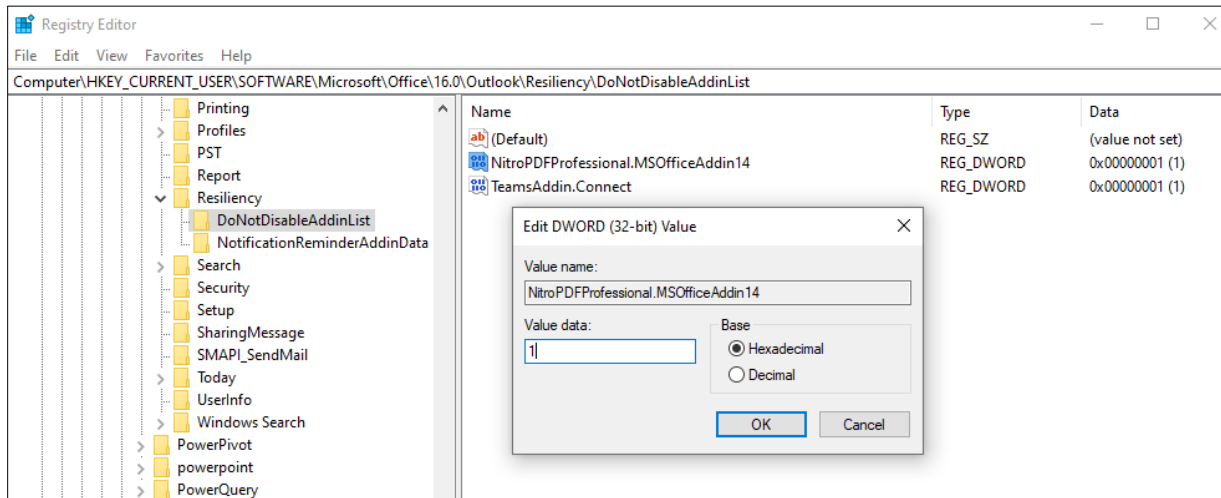 Registry Editor
File Edit View Favorites Help
Computer\HKEY_CURRENT_USER\SOFTWARE\Microsoft\Office\16.0\Outlook\Resiliency\DoNotDisableAddinList
Printing
Profiles
PST
Report
Resiliency
DoNotDisableAddinList
NotificationReminderAddinData
Search
Security
Setup
SharingMessage
SMAPI_SendMail
Today
UserInfo
Windows Search
PowerPivot
powerpoint
PowerQuery
Name Type Data
(Default) REG_SZ (value not set)
NitroPDFProfessional.MSOfficeAddin14 REG_DWORD 0x00000001 (1)
TeamsAddin.Connect REG_DWORD 0x00000001 (1)
Edit DWORD (32-bit) Value
Value name:
NitroPDFProfessional.MSOfficeAddin14
Value data: Base
1 Hexadecimal
Decimal
OK Cancel